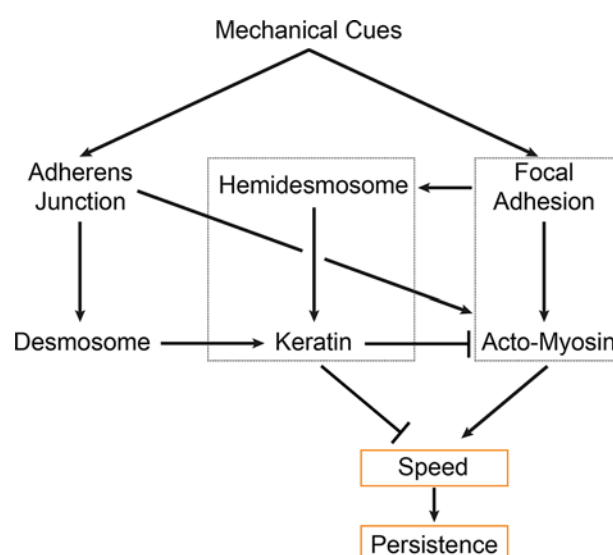 Mechanical Cues
Adherens
Junction
Hemidesmosome
Focal
Adhesion
Desmosome
Keratin
Acto-Myosin
Speed
Persistence